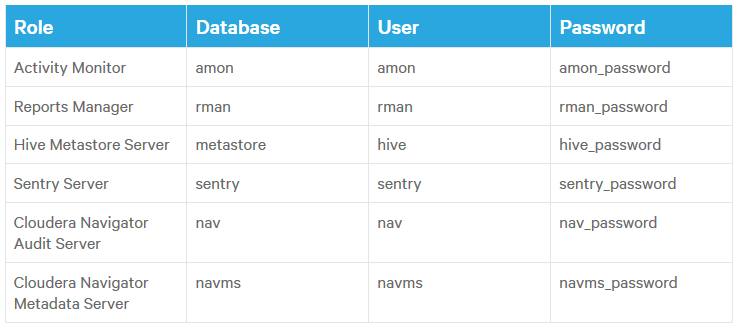 Role Database User Password
Activity Monitor amon amon amon_password
Reports Manager rman rman rman_password
Hive Metastore Server metastore hive hive_password
Sentry Server sentry sentry sentry_password
Cloudera Navigator nav nav nav_password
Audit Server
Cloudera Navigator navms navms navms_password
Metadata Server